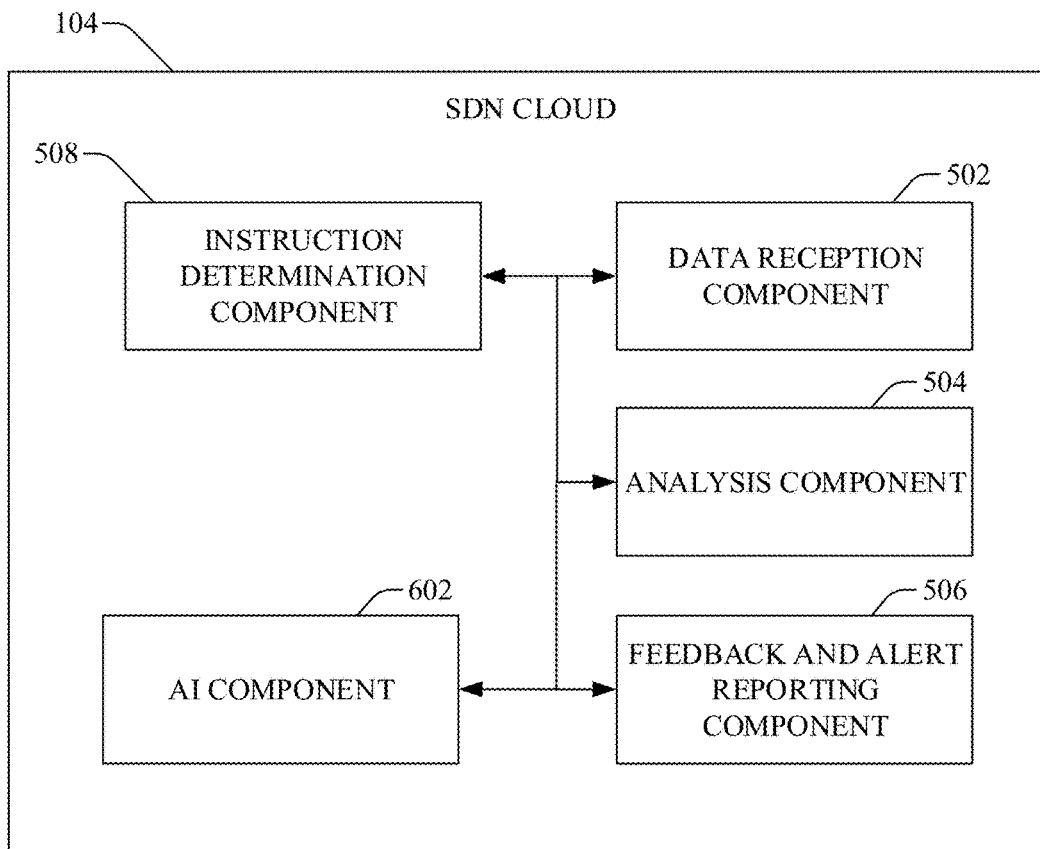 104
SDN CLOUD
508
INSTRUCTION
DETERMINATION
COMPONENT
502
DATA RECEPTION
COMPONENT
504
ANALYSIS COMPONENT
602
AI COMPONENT
506
FEEDBACK AND ALERT
REPORTING
COMPONENT